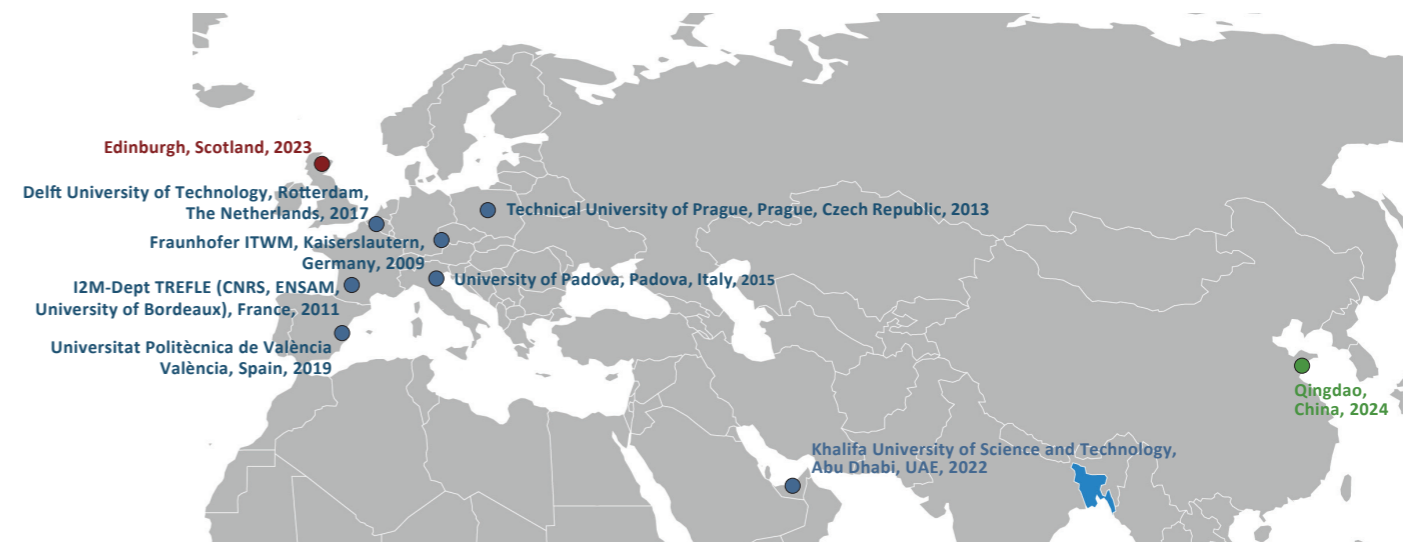 Edinburgh, Scotland, 2023
Delft University of Technology, Rotterdam,
The Netherlands, 2017
Technical University of Prague, Prague, Czech Republic, 2013
Fraunhofer ITWM, Kaiserslautern,
Germany, 2009
University of Padova, Padova, Italy, 2015
I2M-Dept TREFLE (CNRS, ENSAM,
University of Bordeaux), France, 2011
Universitat Politècnica de València
València, Spain, 2019
Qingdao,
China, 2024
Khalifa University of Science and Technology,
Abu Dhabi, UAE, 2022